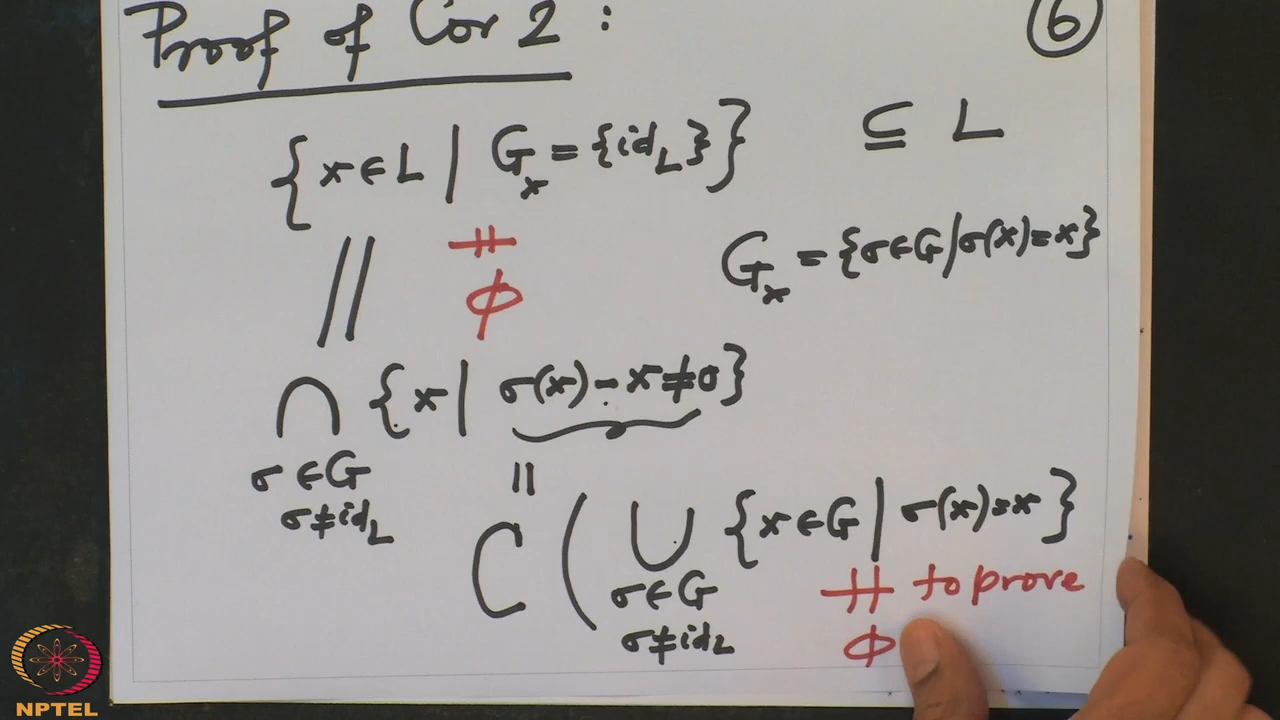 Proof of Cor 2 :
⑥
{x∈L | G_x = {id_L}} ⊆ L
|| ≠ ∅
G_x = {σ∈G | σ(x)=x}
∩ {x | σ(x) - x ≠ 0}
σ∈G
σ≠id_L
||
C ( ∪ {x∈G | σ(x)=x}
σ∈G
σ≠id_L
≠ to prove
∅
NPTEL